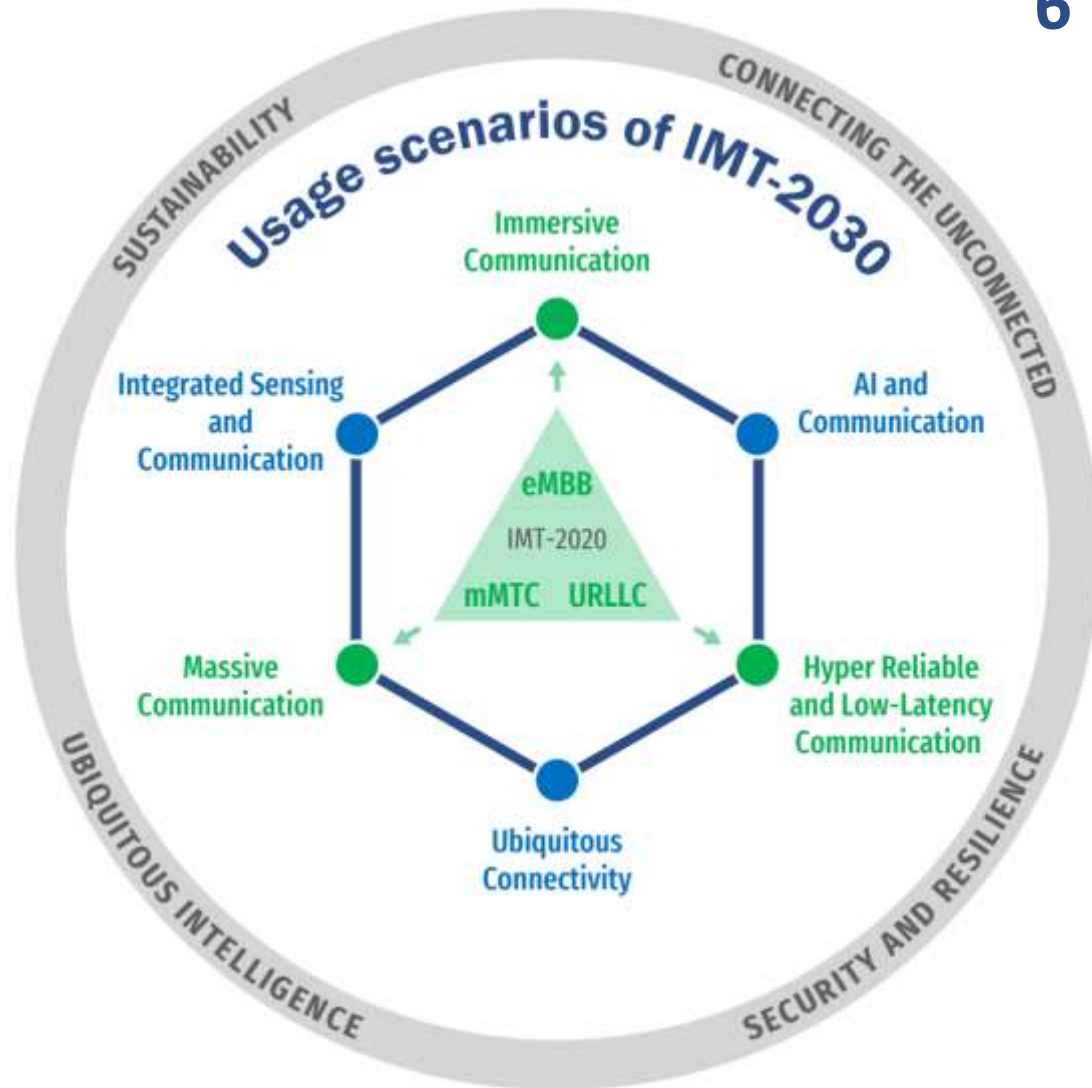 6
SUSTAINABILITY
CONNECTING THE UNCONNECTED
Usage scenarios of IMT-2030
Immersive
Communication
Integrated Sensing
and
Communication
AI and
Communication
eMBB
IMT-2020
mMTC URLLC
Massive
Communication
Hyper Reliable
and Low-Latency
Communication
Ubiquitous
Connectivity
UBIQUITOUS INTELLIGENCE
SECURITY AND RESILIENCE